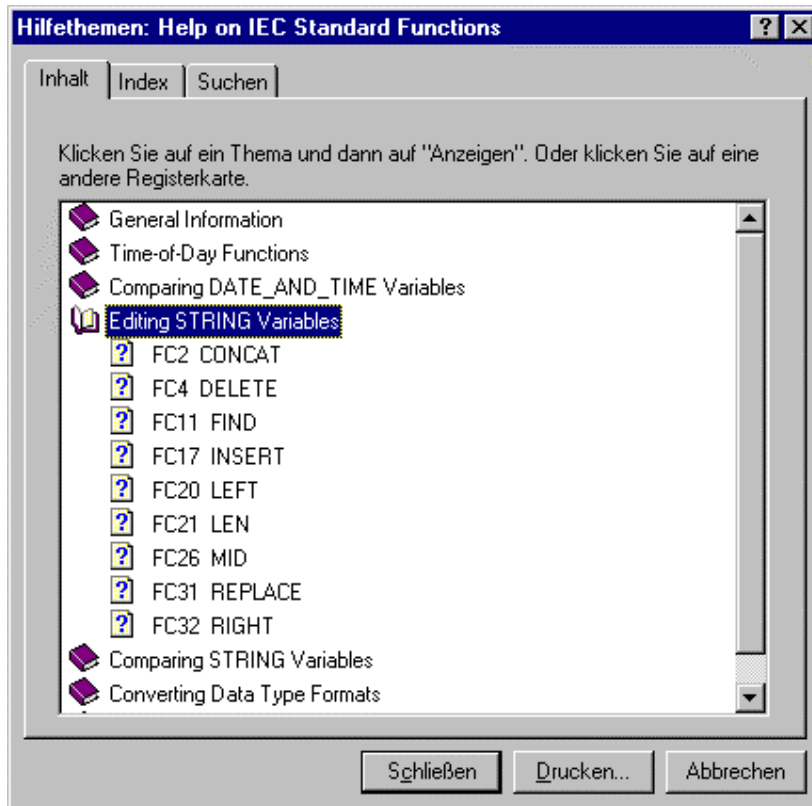 Hilfethemen: Help on IEC Standard Functions
Inhalt Index Suchen
Klicken Sie auf ein Thema und dann auf "Anzeigen". Oder klicken Sie auf eine
andere Registerkarte.
General Information
Time-of-Day Functions
Comparing DATE_AND_TIME Variables
Editing STRING Variables
FC2 CONCAT
FC4 DELETE
FC11 FIND
FC17 INSERT
FC20 LEFT
FC21 LEN
FC26 MID
FC31 REPLACE
FC32 RIGHT
Comparing STRING Variables
Converting Data Type Formats
Schließen Drucken... Abbrechen